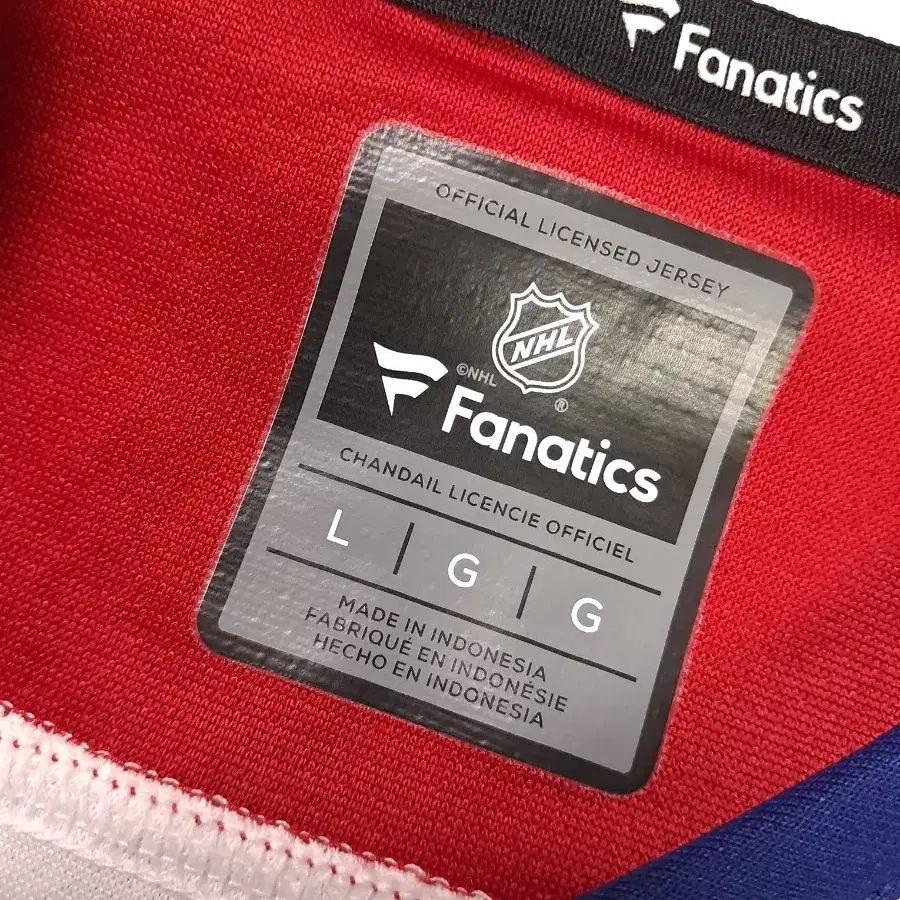 Fanatics
OFFICIAL LICENSED JERSEY
NHL
©NHL
®
Fanatics
CHANDAIL LICENCIE OFFICIEL
L | G | G
MADE IN INDONESIA
FABRIQUÉ EN INDONÉSIE
HECHO EN INDONESIA